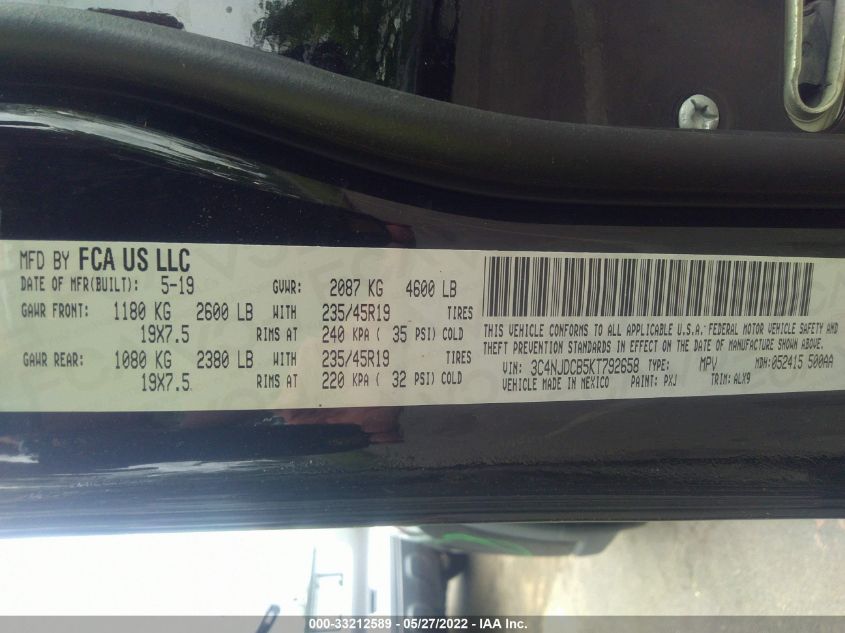 MFD BY FCA US LLC
DATE OF MFR(BUILT): 5-19 GVWR: 2087 KG 4600 LB
GAWR FRONT: 1180 KG 2600 LB WITH 235/45R19 TIRES
19X7.5 RIMS AT 240 KPA ( 35 PSI) COLD
GAWR REAR: 1080 KG 2380 LB WITH 235/45R19 TIRES
19X7.5 RIMS AT 220 KPA ( 32 PSI) COLD
THIS VEHICLE CONFORMS TO ALL APPLICABLE U.S.A. FEDERAL MOTOR VEHICLE SAFETY AND
THEFT PREVENTION STANDARDS IN EFFECT ON THE DATE OF MANUFACTURE SHOWN ABOVE.
VIN: 3C4NJDCB5KT792658 TYPE: MPV MDH: 052415 500AA
VEHICLE MADE IN MEXICO PAINT: PXJ TRIM: ALX9
000-33212589 - 05/27/2022 - IAA Inc.